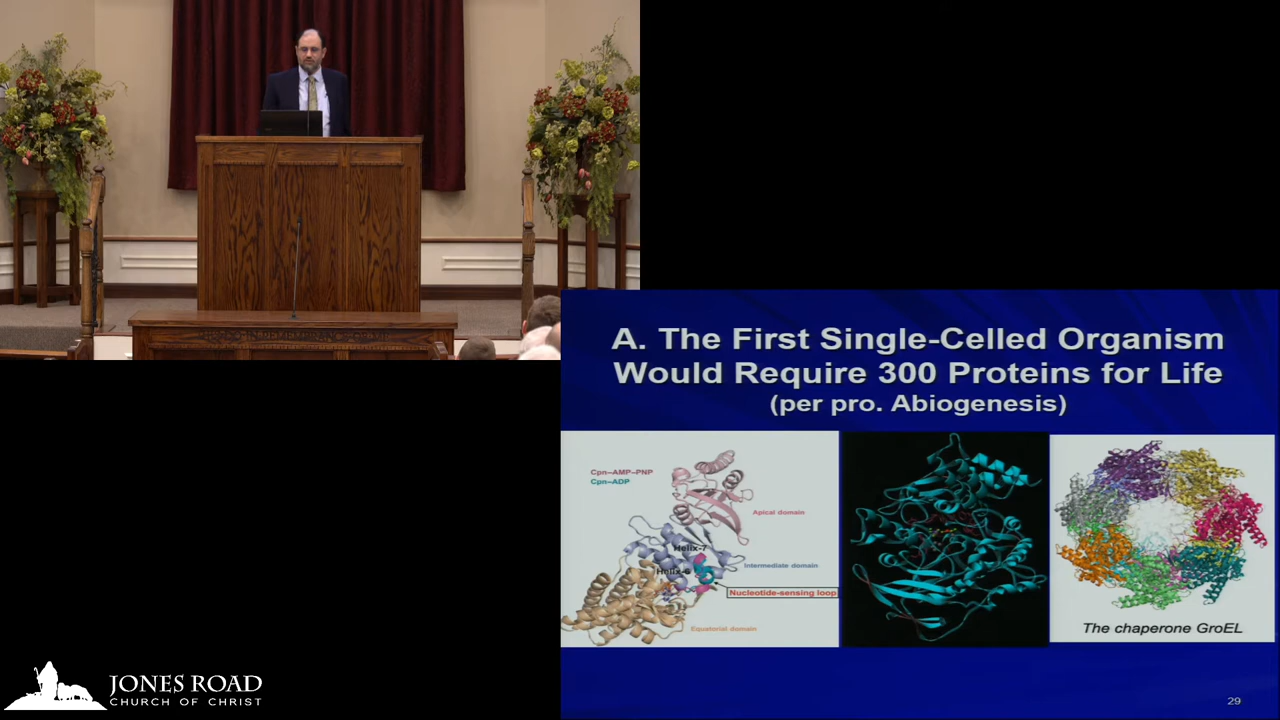 A. The First Single-Celled Organism
Would Require 300 Proteins for Life
(per pro. Abiogenesis)
Cpn–AMP–PNP
Cpn–ADP
Apical domain
Helix-7
Intermediate domain
Nucleotide-sensing loop
Equatorial domain
The chaperone GroEL
JONES ROAD
CHURCH OF CHRIST
29